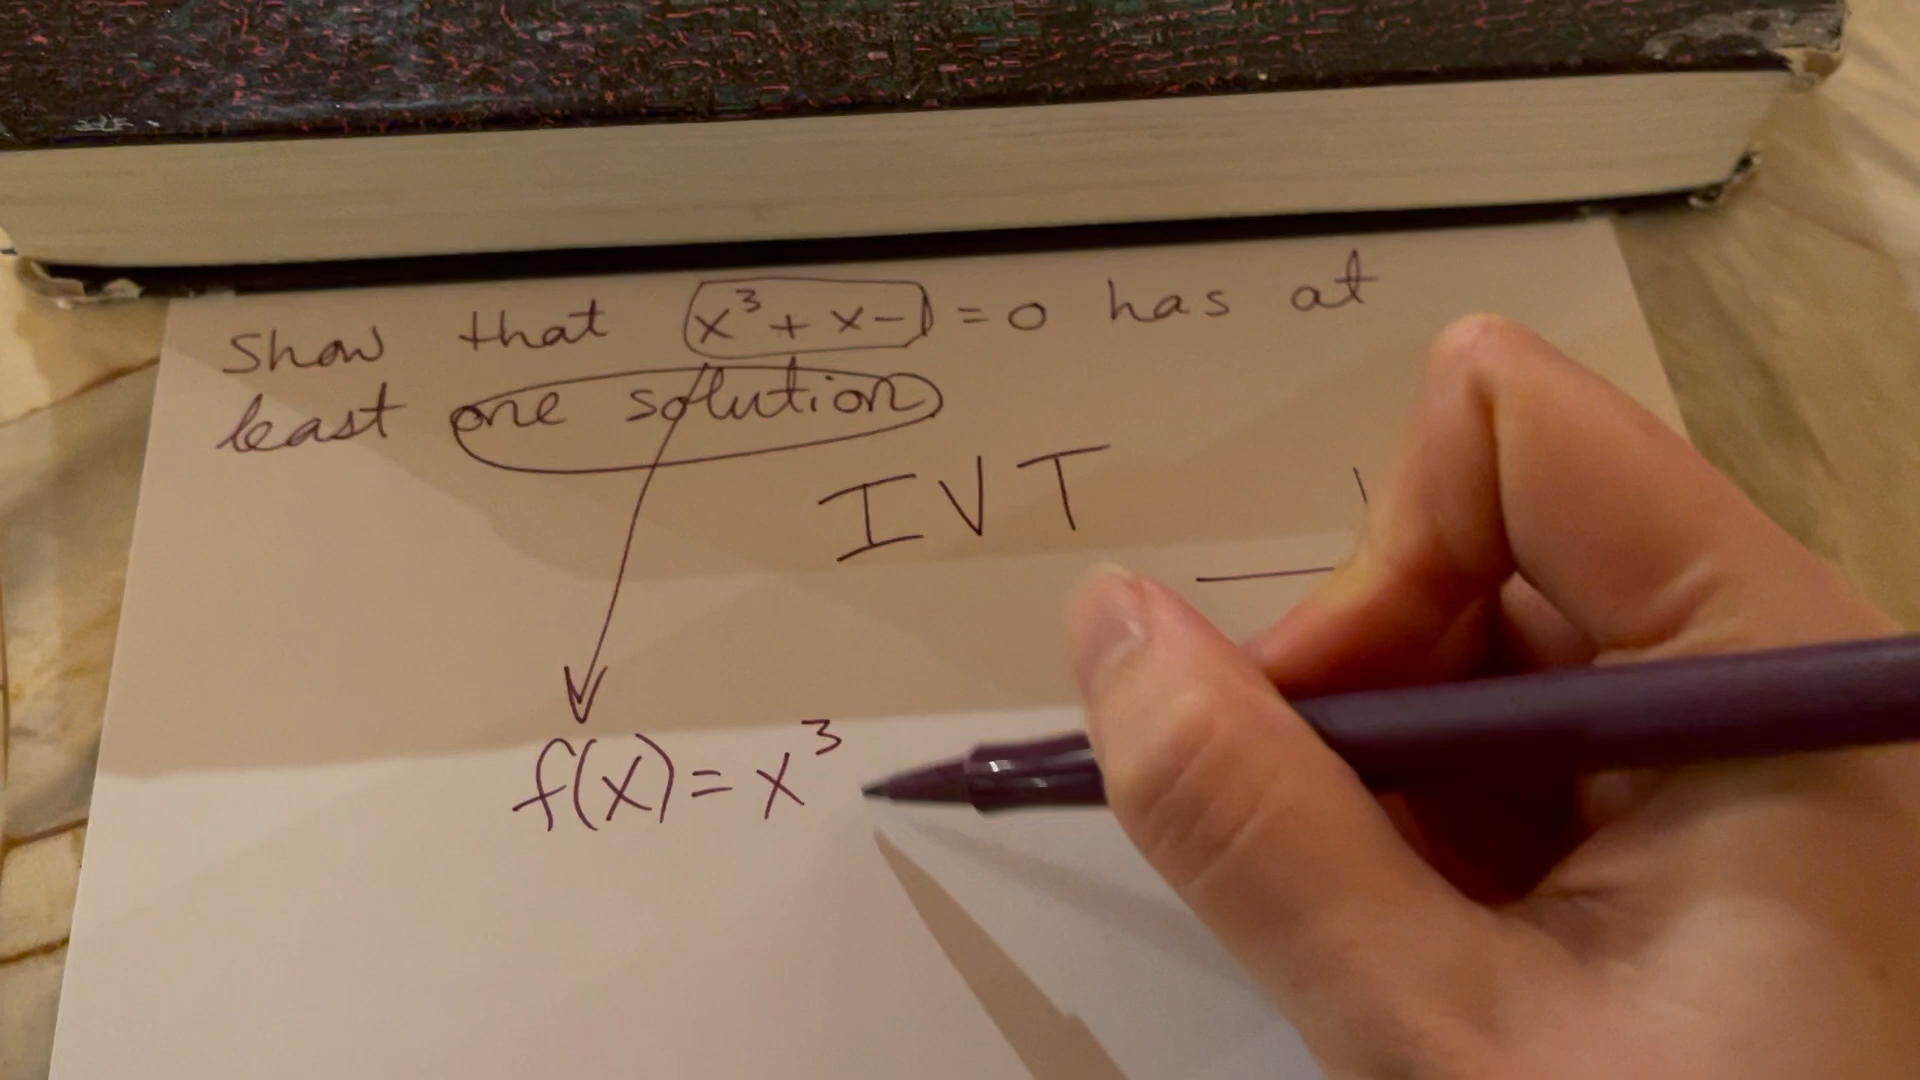 Show that x³ + x - 1 = 0 has at
least one solution
IVT
f(x) = x³